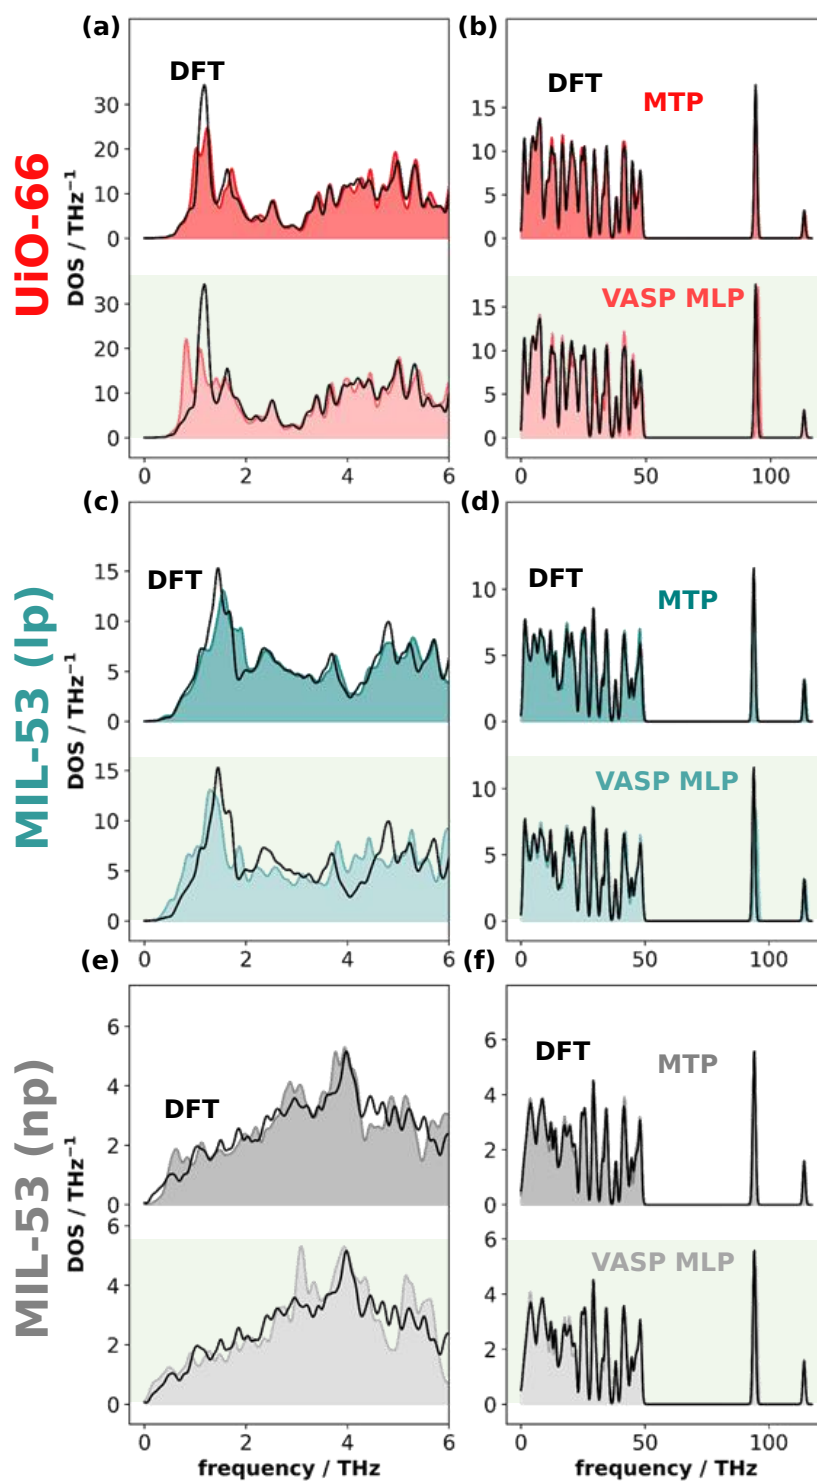 (a)
(b)
UiO-66
DOS / THz⁻¹
DFT
30
20
10
0
DFT
MTP
15
10
5
0
30
20
10
0
0 2 4 6
VASP MLP
15
10
5
0
0 50 100
(c)
(d)
MIL-53 (lp)
DOS / THz⁻¹
DFT
15
10
5
0
DFT
MTP
10
5
0
15
10
5
0
0 2 4 6
VASP MLP
10
5
0
0 50 100
(e)
(f)
MIL-53 (np)
DOS / THz⁻¹
DFT
6
4
2
0
DFT
MTP
6
4
2
0
6
4
2
0
0 2 4 6
frequency / THz
VASP MLP
6
4
2
0
0 50 100
frequency / THz